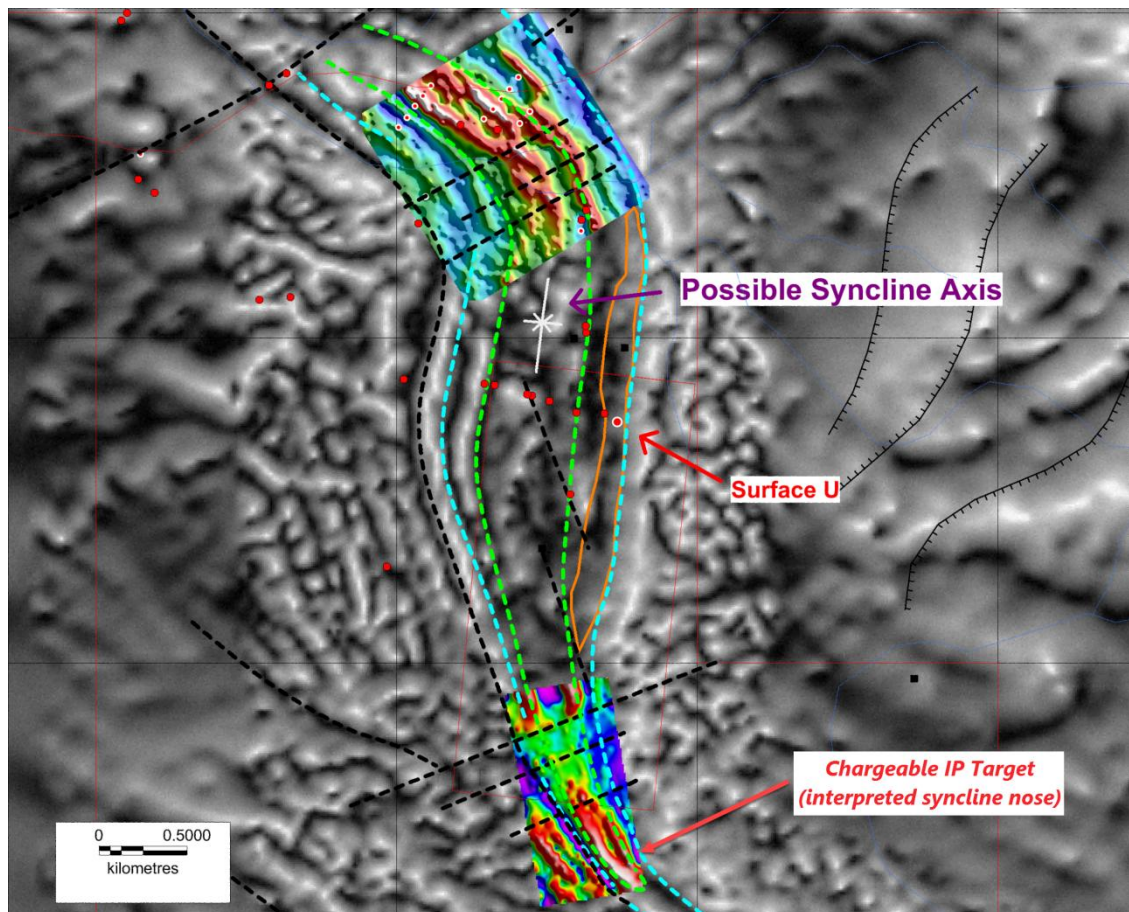 Possible Syncline Axis
Surface U
Chargeable IP Target
(interpreted syncline nose)
0 0.5000
kilometres